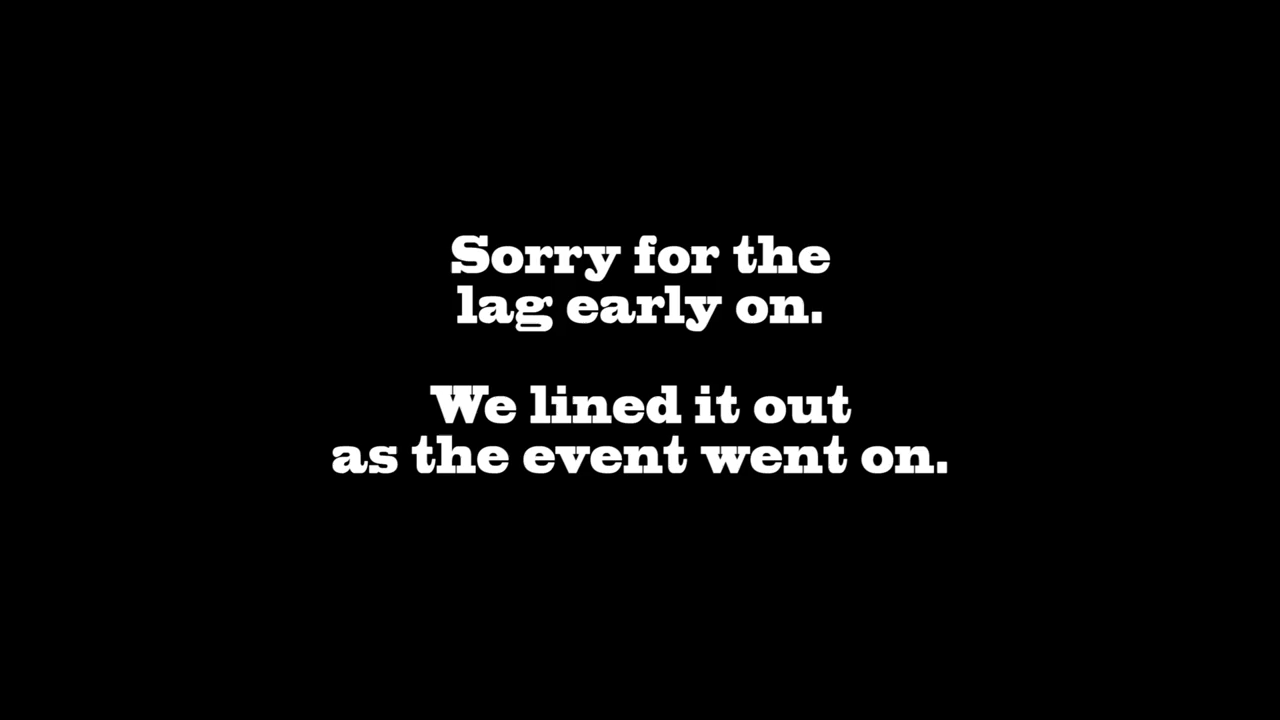 Sorry for the
lag early on.
We lined it out
as the event went on.